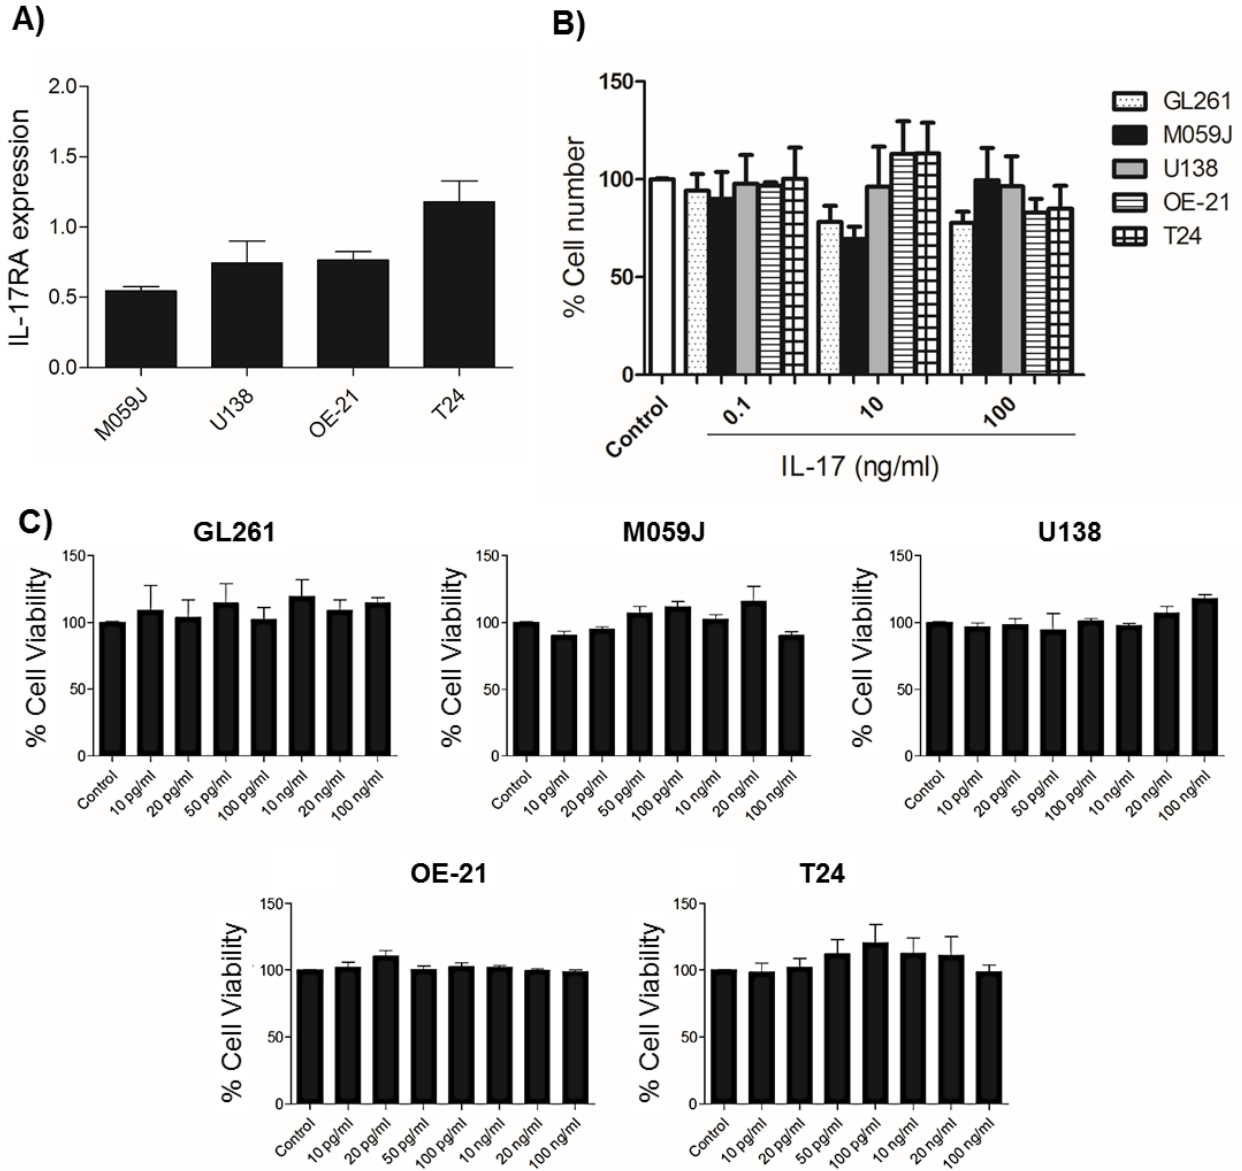 A)
IL-17RA expression
2.0
1.5
1.0
0.5
0.0
M059J
U138
OE-21
T24
B)
% Cell number
150
100
50
0
Control
0.1
10
100
IL-17 (ng/ml)
GL261
M059J
U138
OE-21
T24
C)
GL261
% Cell Viability
150
100
50
0
Control
10 pg/ml
20 pg/ml
50 pg/ml
100 pg/ml
10 ng/ml
20 ng/ml
100 ng/ml
M059J
% Cell Viability
150
100
50
0
Control
10 pg/ml
20 pg/ml
50 pg/ml
100 pg/ml
10 ng/ml
20 ng/ml
100 ng/ml
U138
% Cell Viability
150
100
50
0
Control
10 pg/ml
20 pg/ml
50 pg/ml
100 pg/ml
10 ng/ml
20 ng/ml
100 ng/ml
OE-21
% Cell Viability
150
100
50
0
Control
10 pg/ml
20 pg/ml
50 pg/ml
100 pg/ml
10 ng/ml
20 ng/ml
100 ng/ml
T24
% Cell Viability
150
100
50
0
Control
10 pg/ml
20 pg/ml
50 pg/ml
100 pg/ml
10 ng/ml
20 ng/ml
100 ng/ml